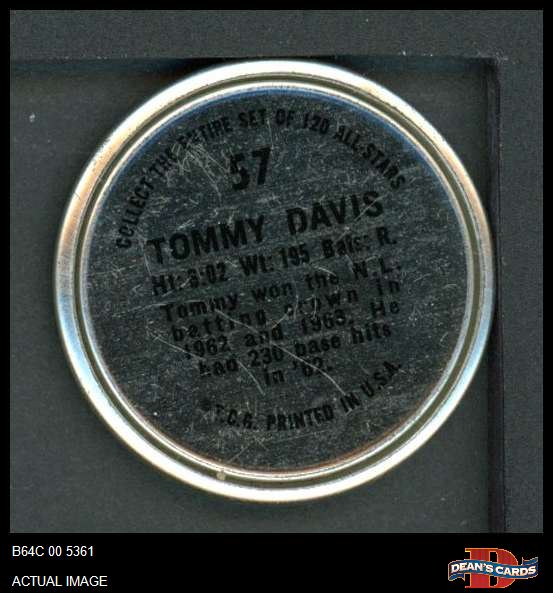 COLLECT THE ENTIRE SET OF 120 ALL-STARS
57
TOMMY DAVIS
Ht: 6:02 Wt: 195 Bats: R.
Tommy won the N.L.
batting crown in
1962 and 1963. He
had 230 base hits
in '62.
©T.C.G. PRINTED IN U.S.A.
B64C 00 5361
ACTUAL IMAGE
D
DEAN'S CARDS